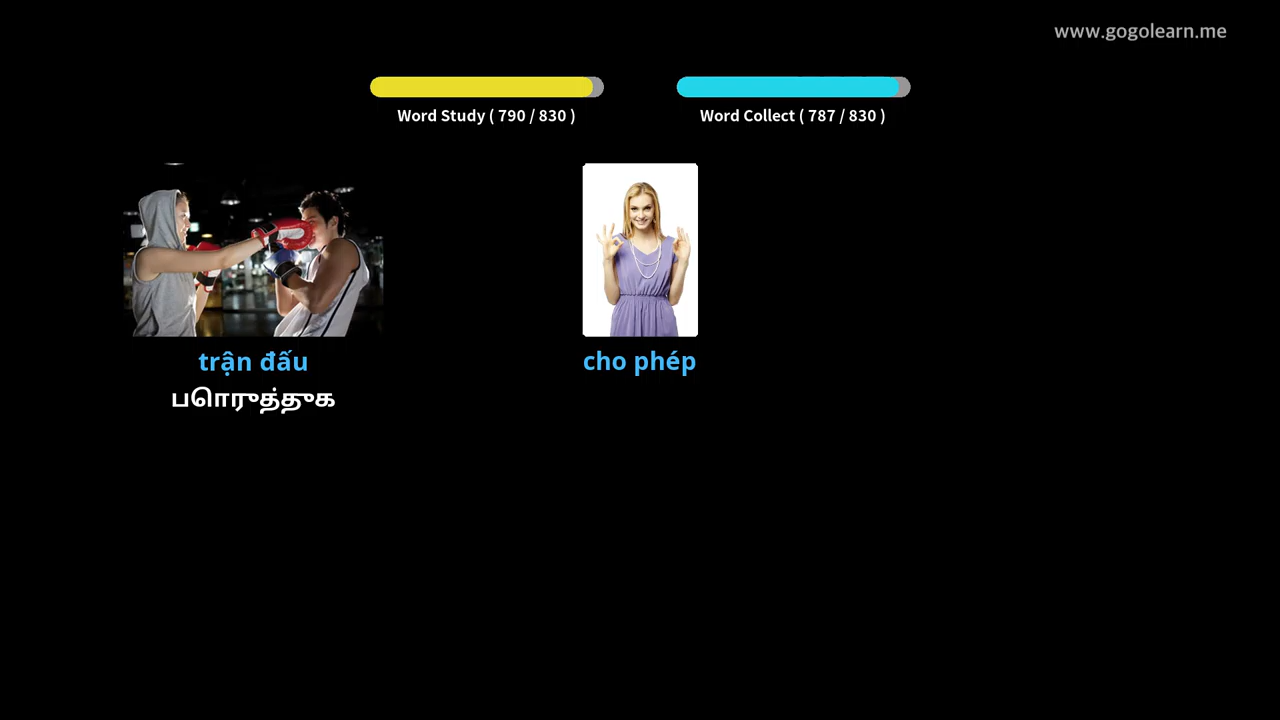 www.gogolearn.me
Word Study ( 790 / 830 )
Word Collect ( 787 / 830 )
trận đấu
பொருத்துக
cho phép